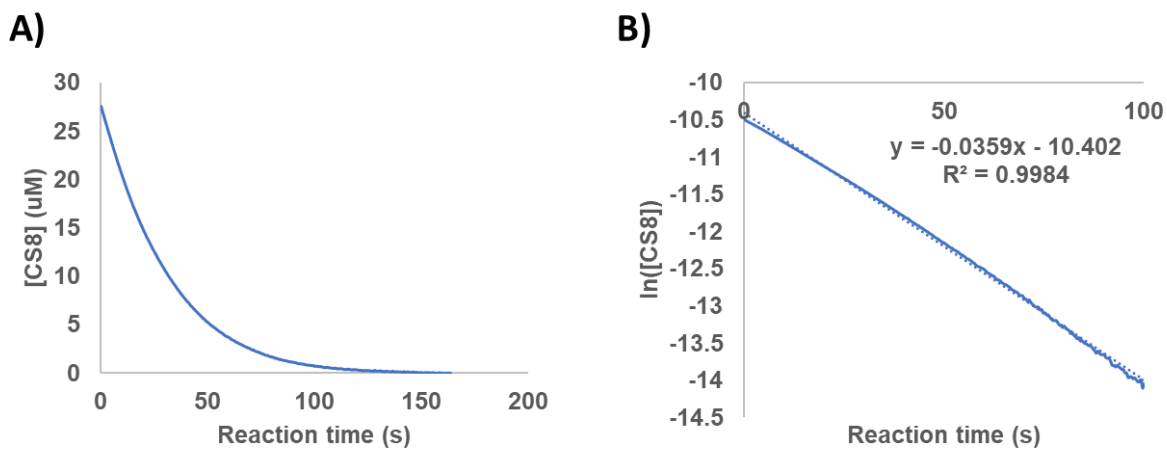 A)
30
25
20
15
10
5
0
[CS8] (uM)
0 50 100 150 200
Reaction time (s)
B)
-10
-10.5
-11
-11.5
-12
-12.5
-13
-13.5
-14
-14.5
ln([CS8])
0 50 100
y = -0.0359x - 10.402
R² = 0.9984
Reaction time (s)